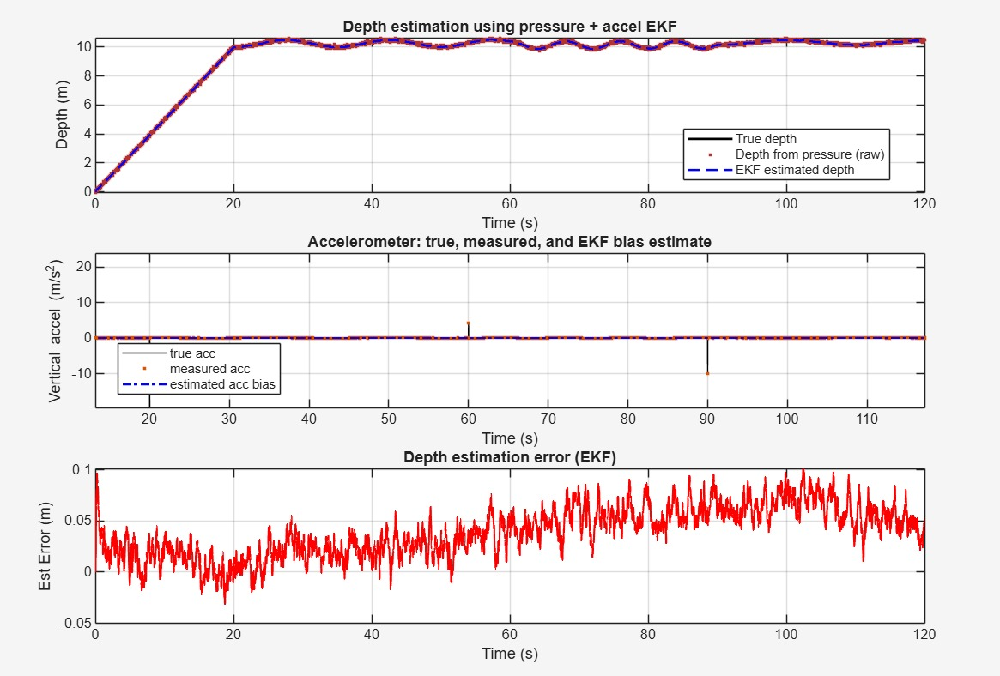 Depth estimation using pressure + accel EKF
10
8
6
4
2
0
Depth (m)
True depth
Depth from pressure (raw)
EKF estimated depth
0 20 40 60 80 100 120
Time (s)
Accelerometer: true, measured, and EKF bias estimate
20
10
0
-10
Vertical accel (m/s²)
true acc
measured acc
estimated acc bias
20 30 40 50 60 70 80 90 100 110
Time (s)
Depth estimation error (EKF)
0.1
0.05
0
-0.05
Est Error (m)
0 20 40 60 80 100 120
Time (s)